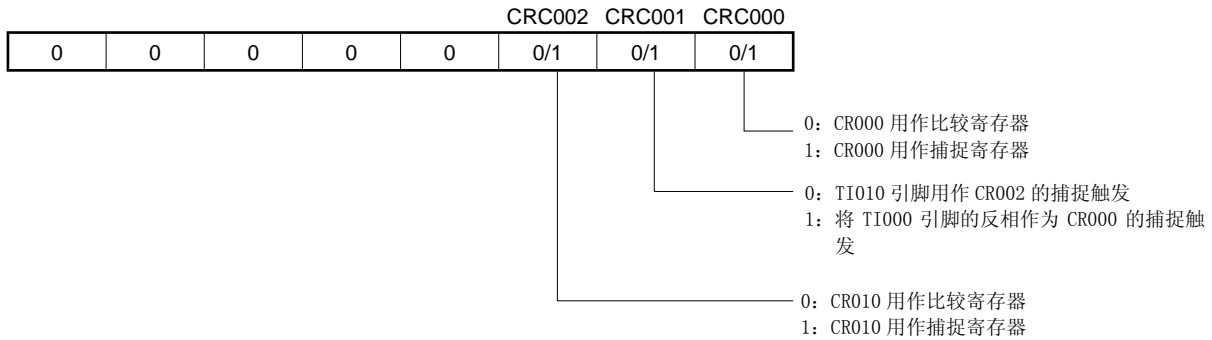 CRC002 CRC001 CRC000
0 0 0 0 0 0/1 0/1 0/1
0: CR000 用作比较寄存器
1: CR000 用作捕捉寄存器
0: TI010 引脚用作 CR002 的捕捉触发
1: 将 TI000 引脚的反相作为 CR000 的捕捉触
发
0: CR010 用作比较寄存器
1: CR010 用作捕捉寄存器